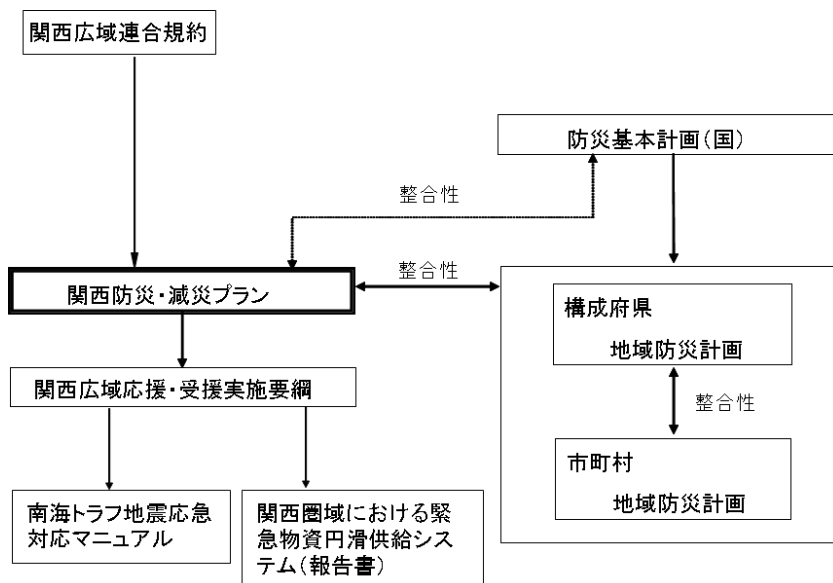 関西広域連合規約
防災基本計画(国)
整合性
整合性
関西防災・減災プラン
構成府県
地域防災計画
関西広域応援・受援実施要綱
整合性
市町村
地域防災計画
南海トラフ地震応急
対応マニュアル
関西圏域における緊
急物資円滑供給シス
テム(報告書)